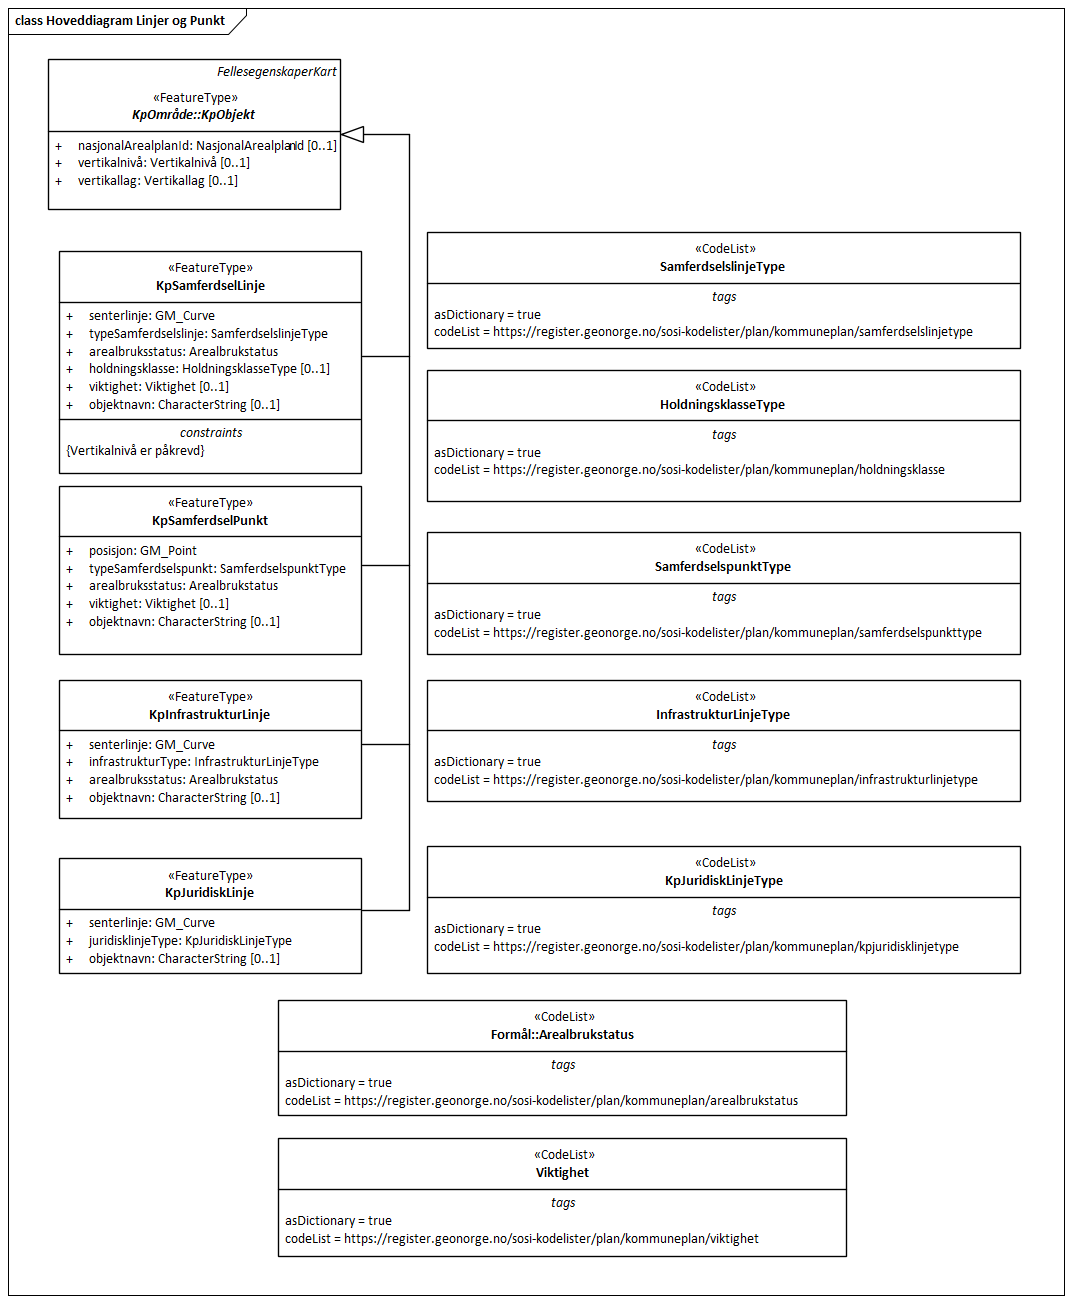 class Hoveddiagram Linjer og Punkt
FellesegenskaperKart
«FeatureType»
KpOmråde::KpObjekt
+ nasjonalArealplanId: NasjonalArealplanId [0..1]
+ vertikalnivå: Vertikalnivå [0..1]
+ vertikallag: Vertikallag [0..1]
«FeatureType»
KpSamferdselLinje
+ senterlinje: GM_Curve
+ typeSamferdselslinje: SamferdselslinjeType
+ arealbruksstatus: Arealbrukstatus
+ holdningsklasse: HoldningsklasseType [0..1]
+ viktighet: Viktighet [0..1]
+ objektnavn: CharacterString [0..1]
constraints
{Vertikalnivå er påkrevd}
«FeatureType»
KpSamferdselPunkt
+ posisjon: GM_Point
+ typeSamferdselspunkt: SamferdselspunktType
+ arealbruksstatus: Arealbrukstatus
+ viktighet: Viktighet [0..1]
+ objektnavn: CharacterString [0..1]
«FeatureType»
KpInfrastrukturLinje
+ senterlinje: GM_Curve
+ infrastrukturType: InfrastrukturLinjeType
+ arealbruksstatus: Arealbrukstatus
+ objektnavn: CharacterString [0..1]
«FeatureType»
KpJuridiskLinje
+ senterlinje: GM_Curve
+ juridisklinjeType: KpJuridiskLinjeType
+ objektnavn: CharacterString [0..1]
«CodeList»
SamferdselslinjeType
tags
asDictionary = true
codeList = https://register.geonorge.no/sosi-kodelister/plan/kommuneplan/samferdselslinjetype
«CodeList»
HoldningsklasseType
tags
asDictionary = true
codeList = https://register.geonorge.no/sosi-kodelister/plan/kommuneplan/holdningsklasse
«CodeList»
SamferdselspunktType
tags
asDictionary = true
codeList = https://register.geonorge.no/sosi-kodelister/plan/kommuneplan/samferdselspunkttype
«CodeList»
InfrastrukturLinjeType
tags
asDictionary = true
codeList = https://register.geonorge.no/sosi-kodelister/plan/kommuneplan/infrastrukturlinjetype
«CodeList»
KpJuridiskLinjeType
tags
asDictionary = true
codeList = https://register.geonorge.no/sosi-kodelister/plan/kommuneplan/kpjuridisklinjetype
«CodeList»
Formål::Arealbrukstatus
tags
asDictionary = true
codeList = https://register.geonorge.no/sosi-kodelister/plan/kommuneplan/arealbrukstatus
«CodeList»
Viktighet
tags
asDictionary = true
codeList = https://register.geonorge.no/sosi-kodelister/plan/kommuneplan/viktighet